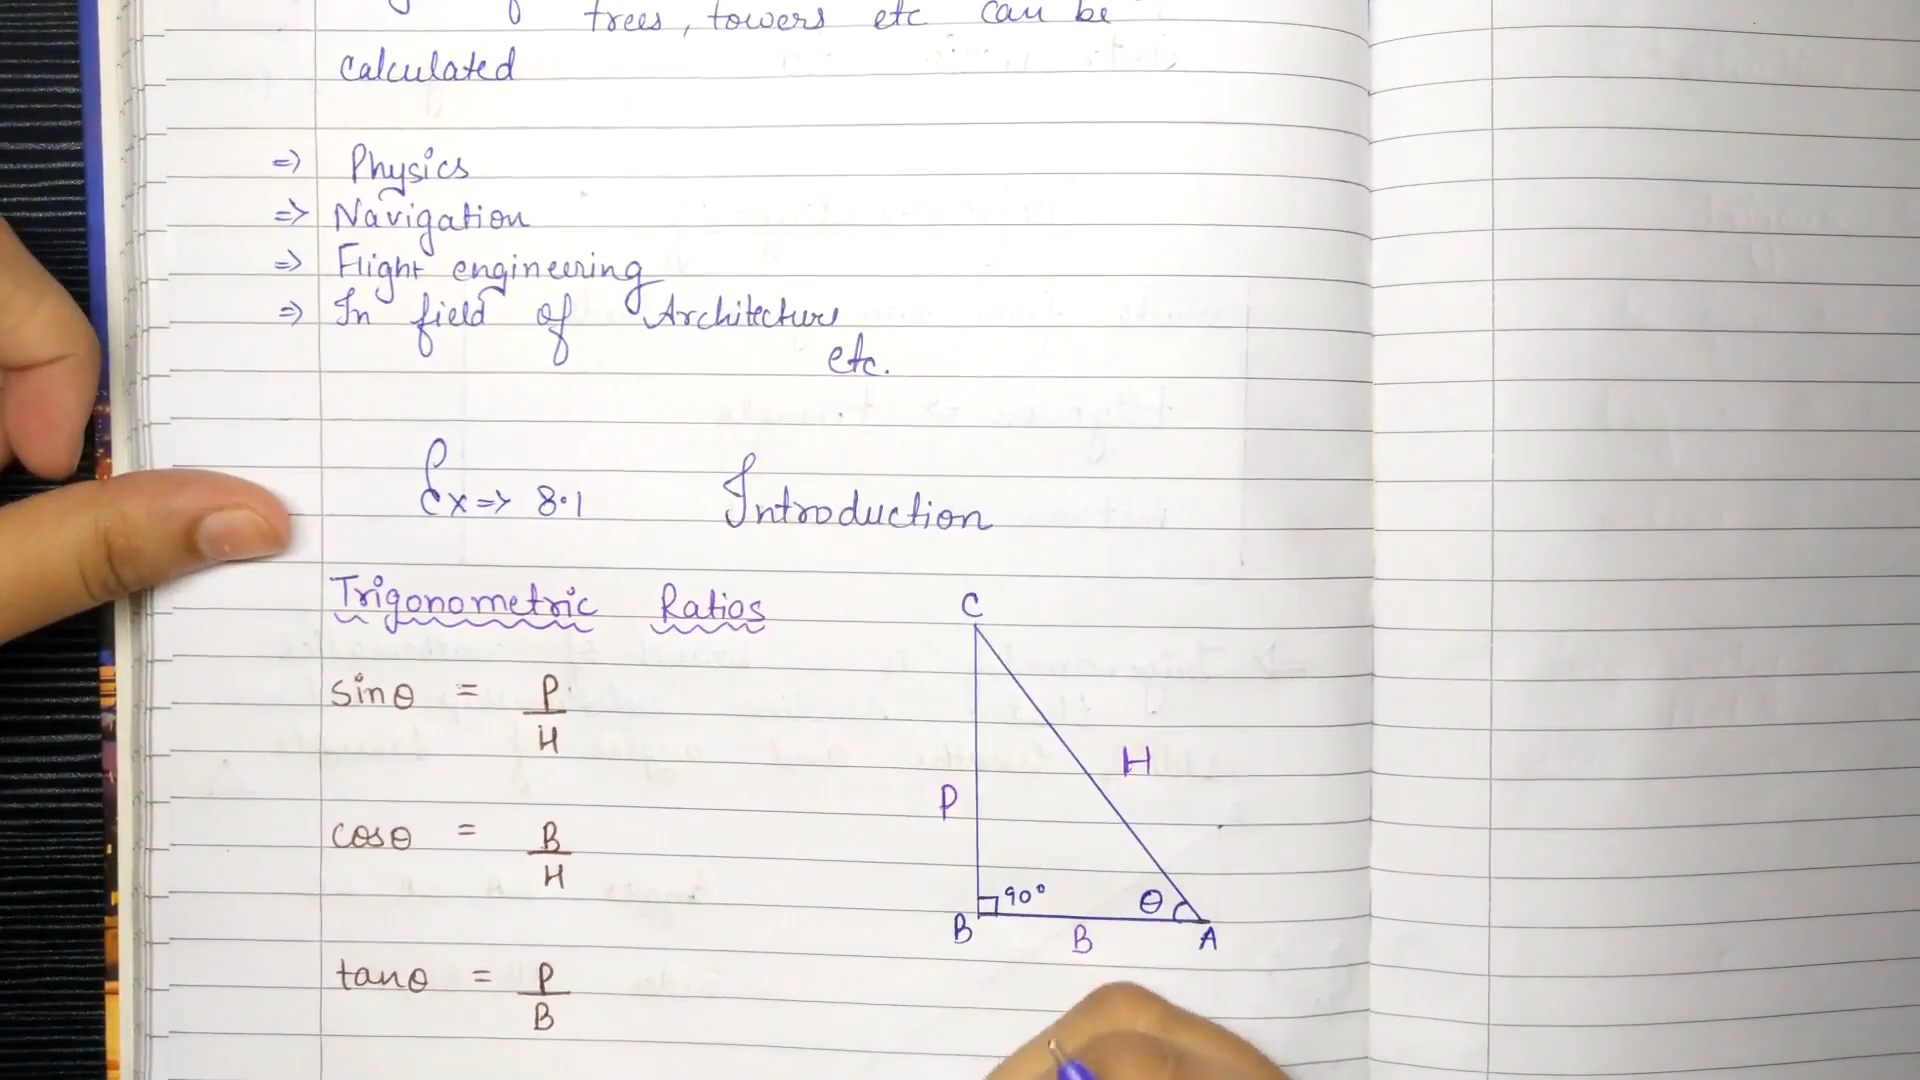 trees, towers etc can be
calculated
=> Physics
=> Navigation
=> Flight engineering
=> In field of Architecture
etc.
Ex => 8.1 Introduction
Trigonometric Ratios
sinθ = P/H
cosθ = B/H
tanθ = P/B
C
H
P
90° θ
B B A